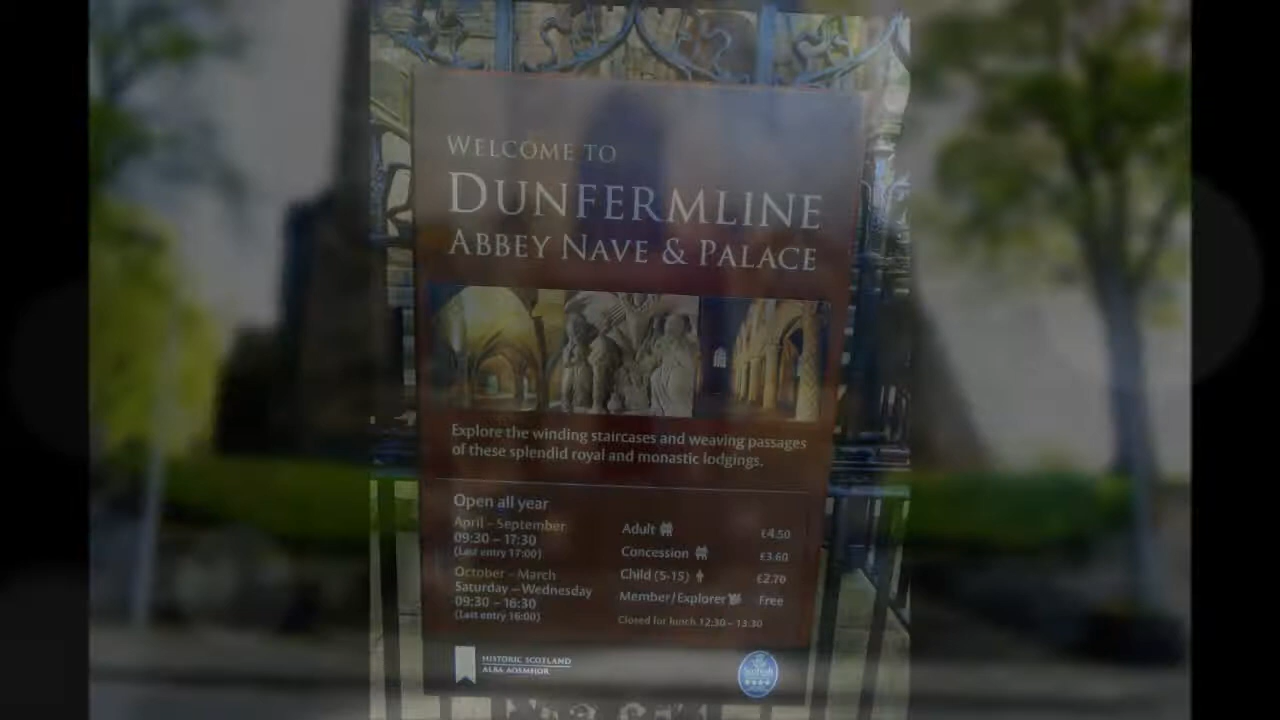 WELCOME TO
DUNFERMLINE
ABBEY NAVE & PALACE
Explore the winding staircases and weaving passages
of these splendid royal and monastic lodgings.
Open all year
April – September
09:30 – 17:30
(Last entry 17:00)
October – March
Saturday – Wednesday
09:30 – 16:30
(Last entry 16:00)
Adult £4.50
Concession £3.60
Child (5-15) £2.70
Member/Explorer Free
Closed for lunch 12:30 – 13:30
HISTORIC SCOTLAND
ALBA AOSMHOR